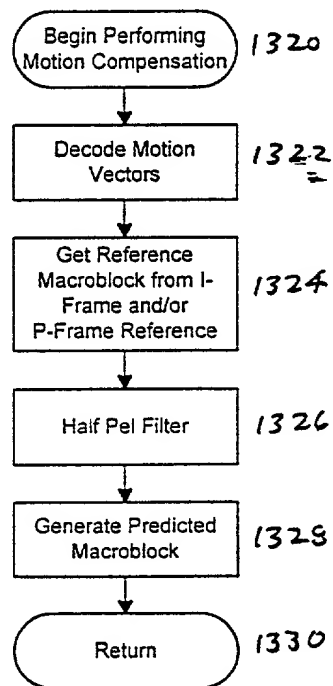 Begin Performing
Motion Compensation
1320
Decode Motion
Vectors
1322
Get Reference
Macroblock from I-
Frame and/or
P-Frame Reference
1324
Half Pel Filter
1326
Generate Predicted
Macroblock
1328
Return
1330